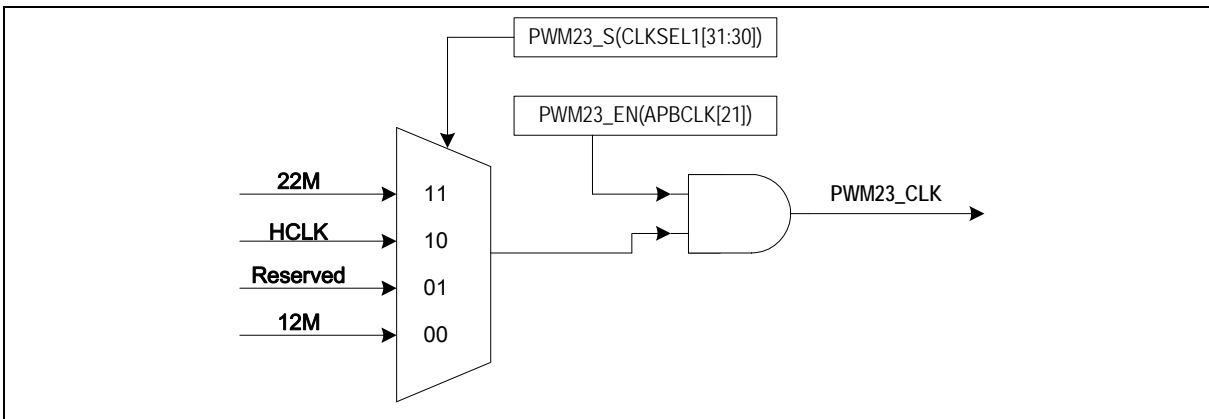 PWM23_S(CLKSEL1[31:30])
PWM23_EN(APBCLK[21])
22M
11
PWM23_CLK
HCLK
10
Reserved
01
12M
00